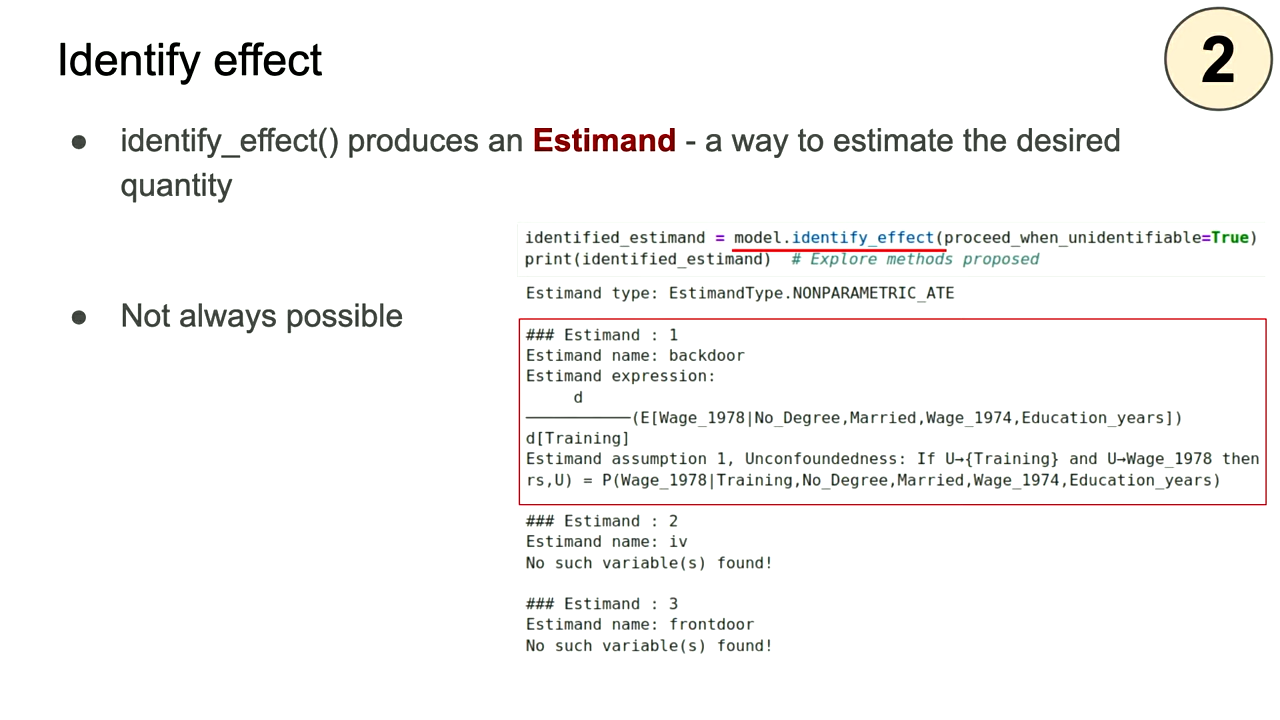 Identify effect
2
● identify_effect() produces an Estimand - a way to estimate the desired
quantity
● Not always possible
identified_estimand = model.identify_effect(proceed_when_unidentifiable=True)
print(identified_estimand)  # Explore methods proposed
Estimand type: EstimandType.NONPARAMETRIC_ATE
### Estimand : 1
Estimand name: backdoor
Estimand expression:
d
───────────(E[Wage_1978|No_Degree,Married,Wage_1974,Education_years])
d[Training]
Estimand assumption 1, Unconfoundedness: If U→{Training} and U→Wage_1978 then
rs,U) = P(Wage_1978|Training,No_Degree,Married,Wage_1974,Education_years)
### Estimand : 2
Estimand name: iv
No such variable(s) found!
### Estimand : 3
Estimand name: frontdoor
No such variable(s) found!